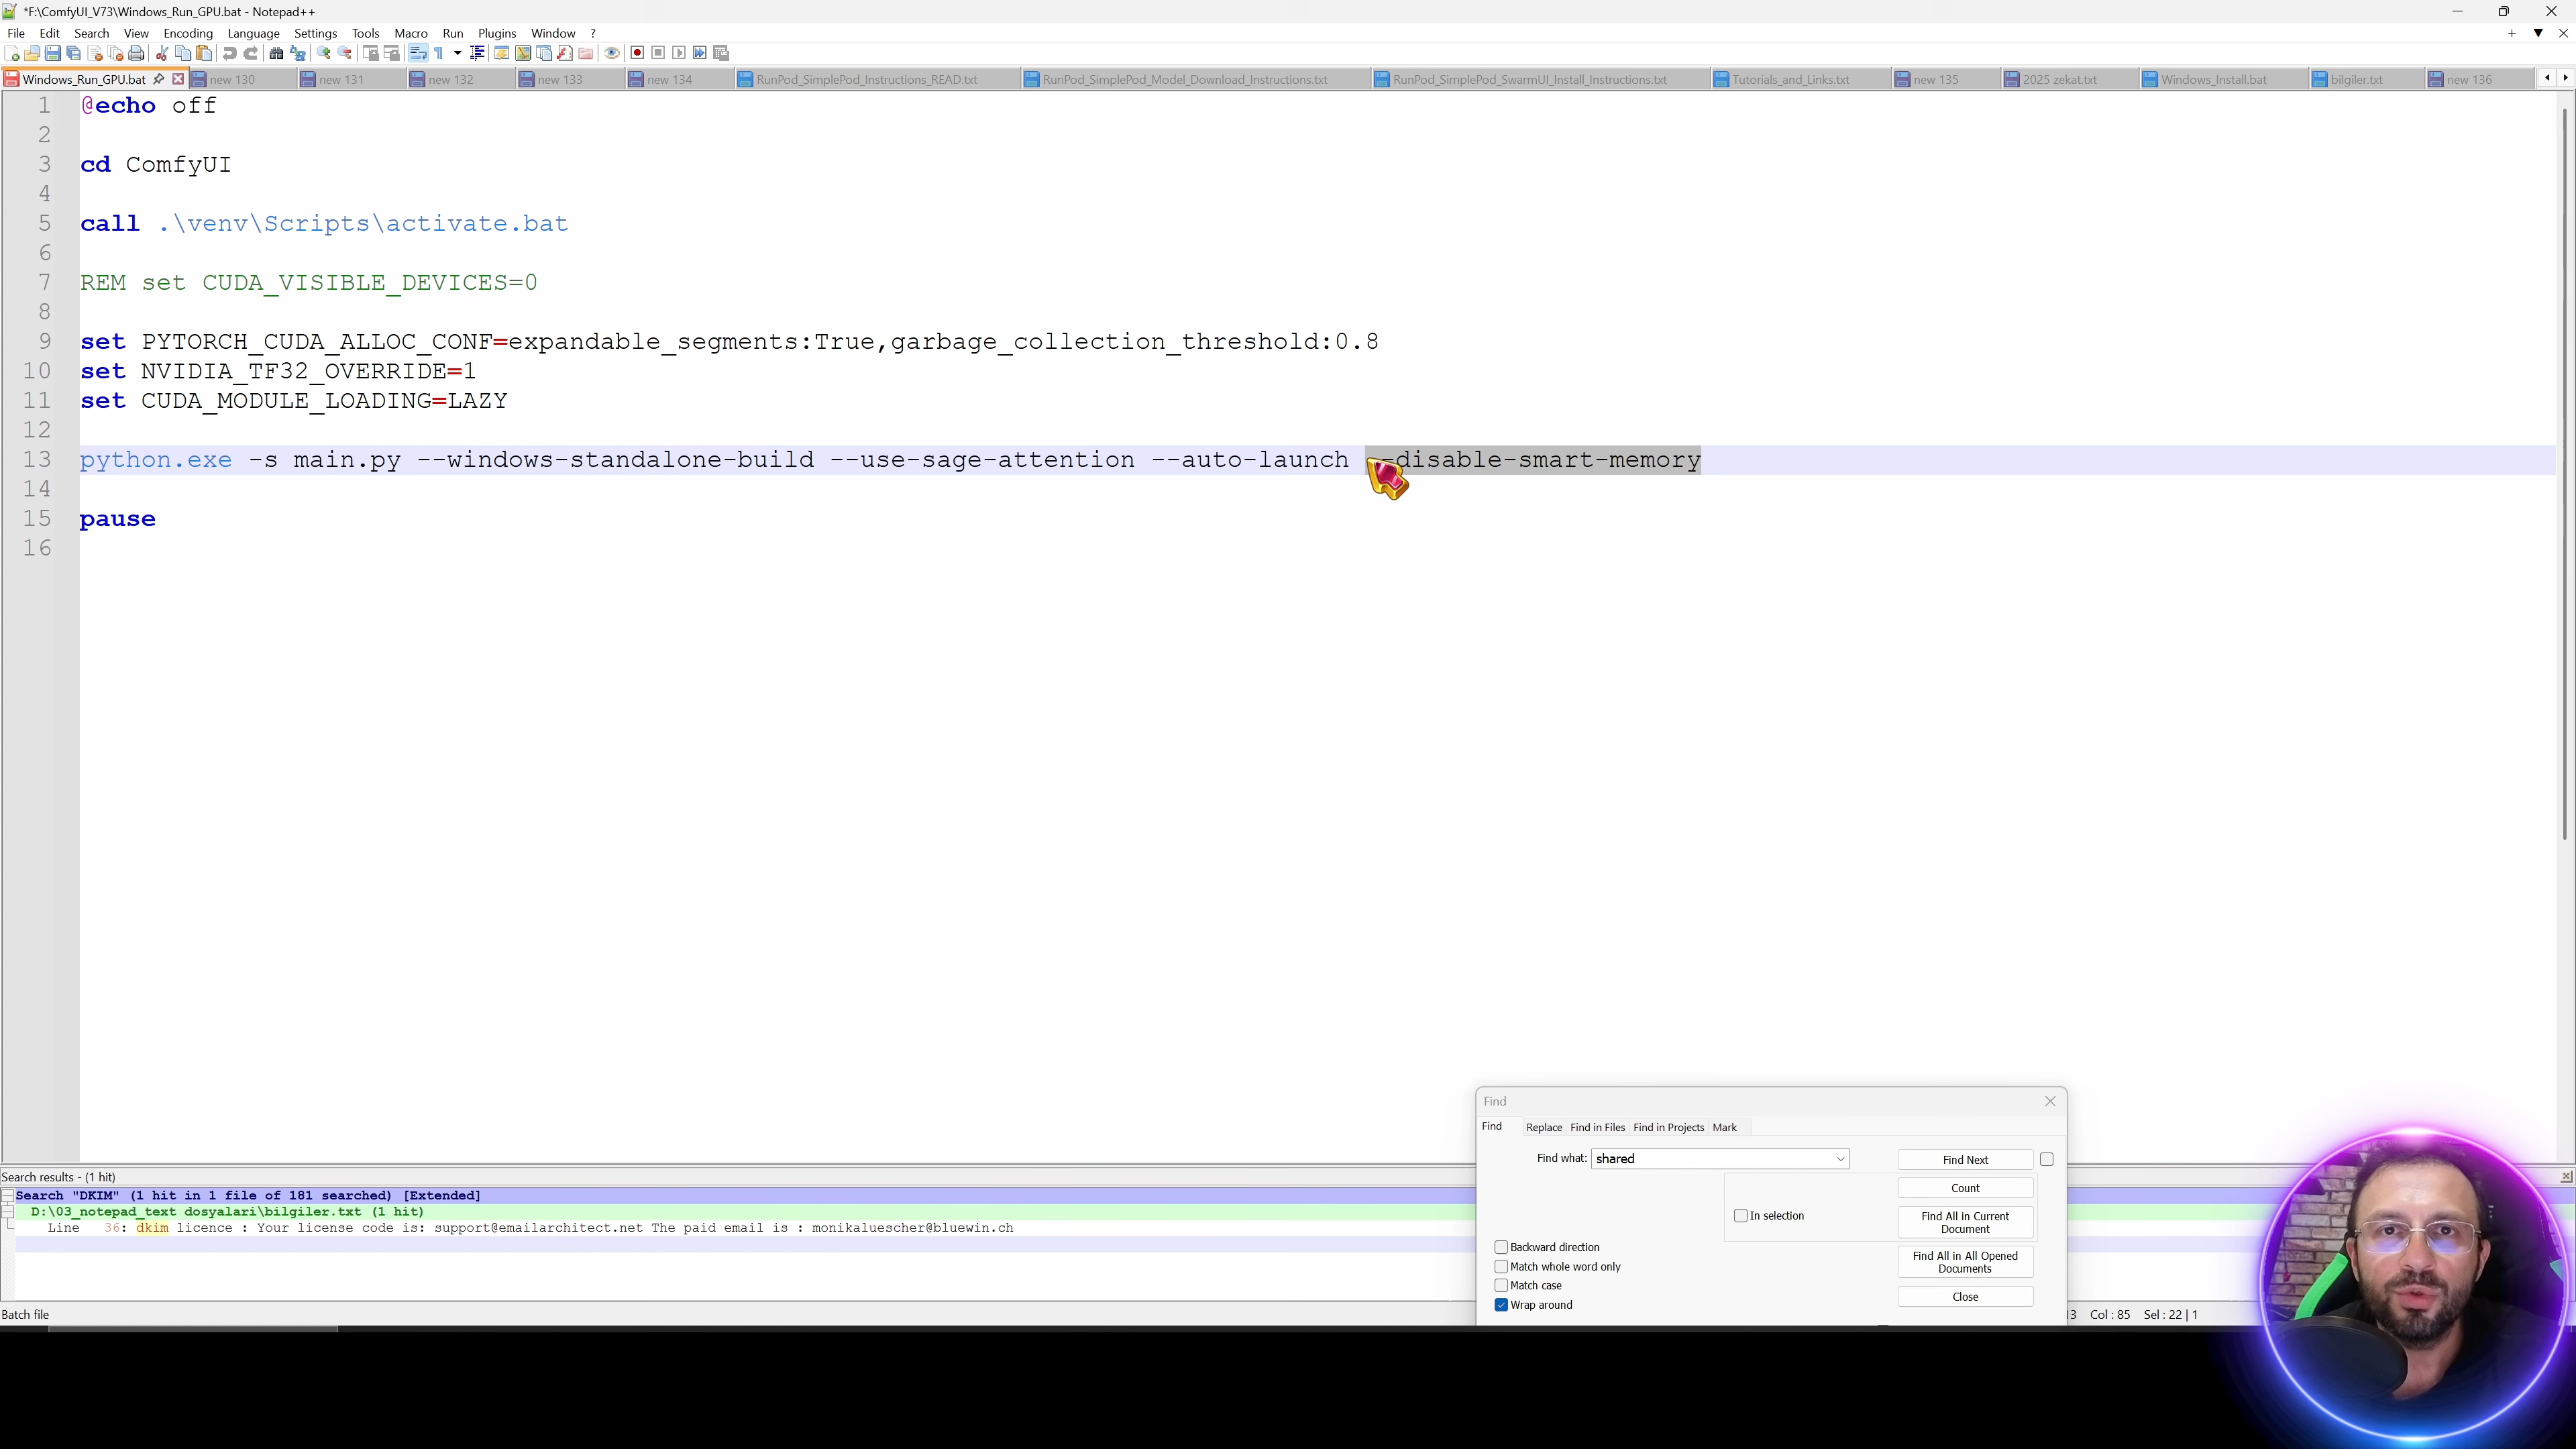 *F:\ComfyUI_V73\Windows_Run_GPU.bat - Notepad++
File Edit Search View Encoding Language Settings Tools Macro Run Plugins Window ?
Windows_Run_GPU.bat new 130 new 131 new 132 new 133 new 134 RunPod_SimplePod_Instructions_READ.txt RunPod_SimplePod_Model_Download_Instructions.txt RunPod_SimplePod_SwarmUI_Install_Instructions.txt Tutorials_and_Links.txt new 135 2025 zekat.txt Windows_Install.bat bilgiler.txt new 136
1 @echo off
2
3 cd ComfyUI
4
5 call .\venv\Scripts\activate.bat
6
7 REM set CUDA_VISIBLE_DEVICES=0
8
9 set PYTORCH_CUDA_ALLOC_CONF=expandable_segments:True,garbage_collection_threshold:0.8
10 set NVIDIA_TF32_OVERRIDE=1
11 set CUDA_MODULE_LOADING=LAZY
12
13 python.exe -s main.py --windows-standalone-build --use-sage-attention --auto-launch --disable-smart-memory
14
15 pause
16
Find
Find Replace Find in Files Find in Projects Mark
Find what: shared Find Next
Count
In selection Find All in Current Document
Backward direction
Find All in All Opened Documents
Match whole word only
Match case
Close
Wrap around
Search results - (1 hit)
Search "DKIM" (1 hit in 1 file of 181 searched) [Extended]
D:\03_notepad_text dosyalari\bilgiler.txt (1 hit)
Line 36: dkim licence : Your license code is: support@emailarchitect.net The paid email is : monikaluescher@bluewin.ch
Batch file
Col : 85 Sel : 22 | 1